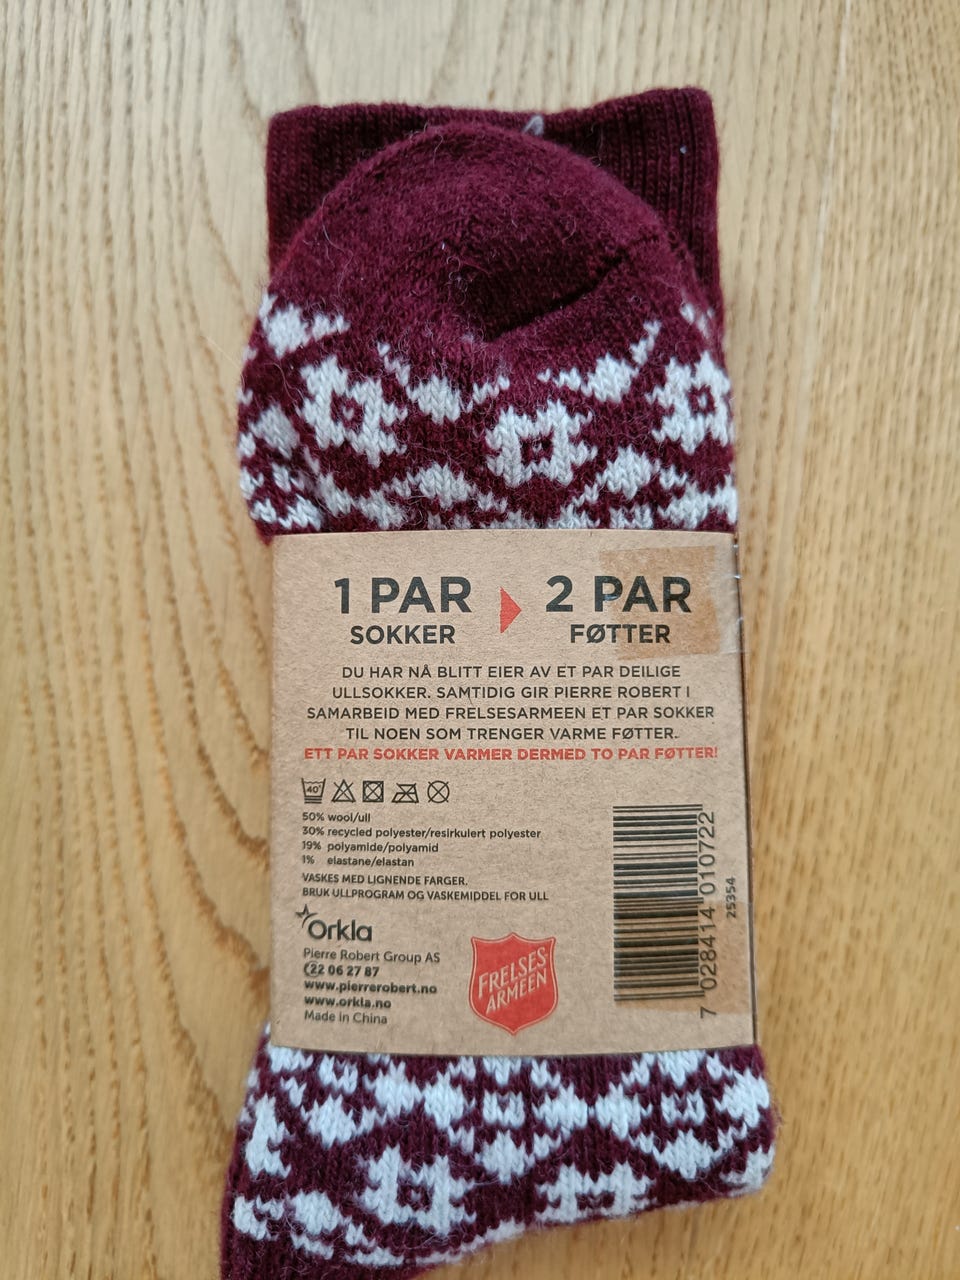 1 PAR
SOKKER
2 PAR
FØTTER
DU HAR NÅ BLITT EIER AV ET PAR DEILIGE
ULLSOKKER. SAMTIDIG GIR PIERRE ROBERT I
SAMARBEID MED FRELSESARMEEN ET PAR SOKKER
TIL NOEN SOM TRENGER VARME FØTTER.
ETT PAR SOKKER VARMER DERMED TO PAR FØTTER!
40°
50% wool/ull
30% recycled polyester/resirkulert polyester
19% polyamide/polyamid
1% elastane/elastan
VASKES MED LIGNENDE FARGER.
BRUK ULLPROGRAM OG VASKEMIDDEL FOR ULL
Orkla
Pierre Robert Group AS
22 06 27 87
www.pierrerobert.no
www.orkla.no
Made in China
FRELSES
ARMEEN
7 028414 010722
25354